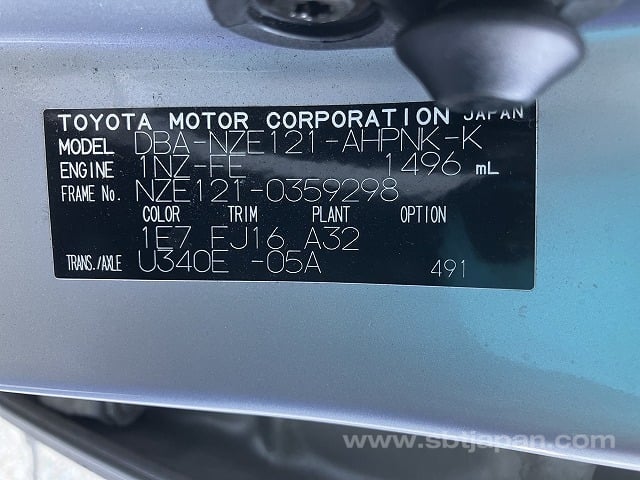 TOYOTA MOTOR CORPORATION JAPAN
MODEL DBA-NZE121-AHPNK-K
ENGINE 1NZ-FE 1496 mL
FRAME No. NZE121-0359298
COLOR TRIM PLANT OPTION
1E7 FJ16 A32
TRANS./AXLE U340E -05A 491
www.sbtjapan.com